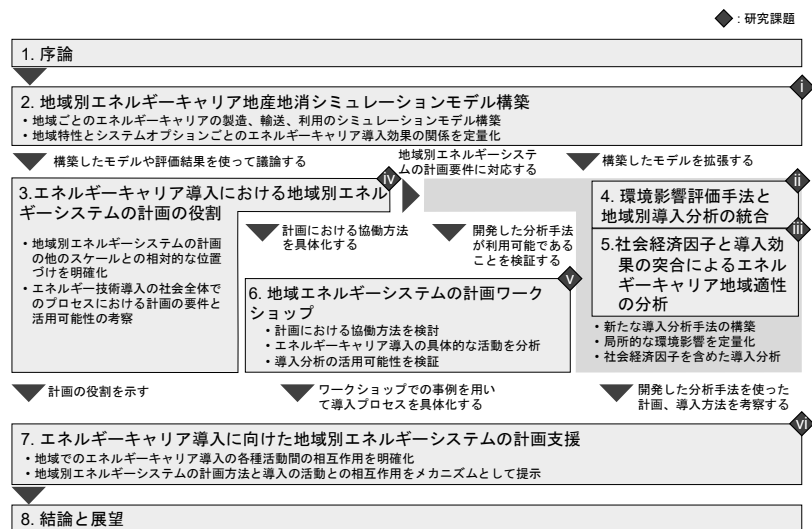 ◆：研究課題
1. 序論
i
2. 地域別エネルギーキャリア地産地消シミュレーションモデル構築
・地域ごとのエネルギーキャリアの製造、輸送、利用のシミュレーションモデル構築
・地域特性とシステムオプションごとのエネルギーキャリア導入効果の関係を定量化
構築したモデルや評価結果を使って議論する
地域別エネルギーシステ
ムの計画要件に対応する
構築したモデルを拡張する
iv
3.エネルギーキャリア導入における地域別エネル
ギーシステムの計画の役割
・地域別エネルギーシステムの計画
の他のスケールとの相対的な位置
づけを明確化
・エネルギー技術導入の社会全体で
のプロセスにおける計画の要件と
活用可能性の考察
計画における協働方法
を具体化する
開発した分析手法
が利用可能である
ことを検証する
ii
4. 環境影響評価手法と
地域別導入分析の統合
iii
5.社会経済因子と導入効
果の突合によるエネル
ギーキャリア地域適性
の分析
・新たな導入分析手法の構築
・局所的な環境影響を定量化
・社会経済因子を含めた導入分析
v
6. 地域エネルギーシステムの計画ワーク
ショップ
・計画における協働方法を検討
・エネルギーキャリア導入の具体的な活動を分析
・導入分析の活用可能性を検証
計画の役割を示す
ワークショップでの事例を用い
て導入プロセスを具体化する
開発した分析手法を使った
計画、導入方法を考察する
vi
7. エネルギーキャリア導入に向けた地域別エネルギーシステムの計画支援
・地域でのエネルギーキャリア導入の各種活動間の相互作用を明確化
・地域別エネルギーシステムの計画方法と導入の活動との相互作用をメカニズムとして提示
8. 結論と展望